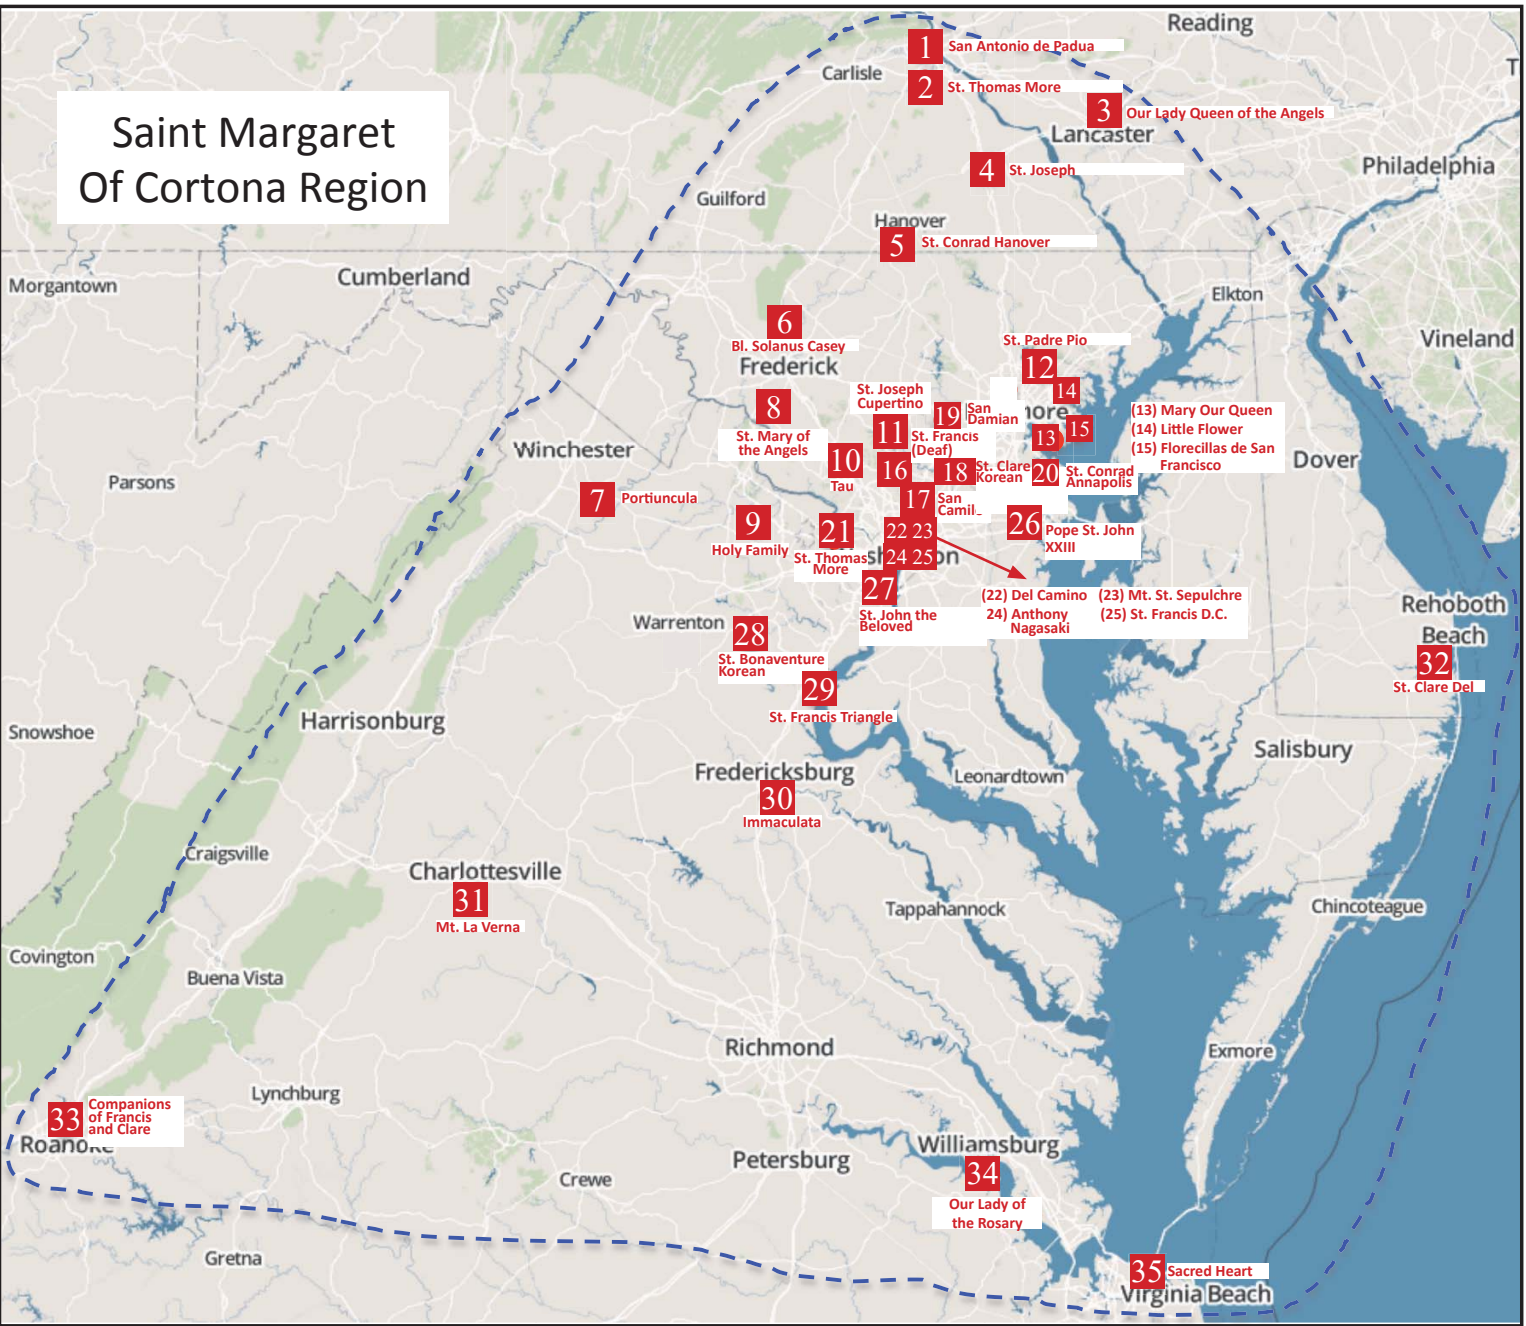 Reading
1 San Antonio de Padua
Carlisle
2 St. Thomas More
3 Our Lady Queen of the Angels
Lancaster
Saint Margaret
Of Cortona Region
Philadelphia
4 St. Joseph
Guilford
Hanover
5 St. Conrad Hanover
Cumberland
Morgantown
Elkton
6
Bl. Solanus Casey
Frederick
Vineland
St. Padre Pio
12
14
8
St. Mary of
the Angels
St. Joseph
Cupertino
11
St. Francis
(Deaf)
19 San
Damian
more
13
15
(13) Mary Our Queen
(14) Little Flower
(15) Florecillas de San
Francisco
Dover
Winchester
10
Tau
16
18 St. Clare
Korean
20 St. Conrad
Annapolis
Parsons
7 Portiuncula
9
Holy Family
21
St. Thomas
More
17 San
Camil
22 23
24 25
sh on
26 Pope St. John
XXIII
27
St. John the
Beloved
(22) Del Camino (23) Mt. St. Sepulchre
24) Anthony (25) St. Francis D.C.
Nagasaki
Rehoboth
Beach
32
St. Clare Del
Warrenton
28
St. Bonaventure
Korean
29
St. Francis Triangle
Harrisonburg
Snowshoe
Salisbury
Fredericksburg
30
Immaculata
Leonardtown
Craigsville
Charlottesville
31
Mt. La Verna
Tappahannock
Chincoteague
Covington
Buena Vista
Richmond
Exmore
Lynchburg
33 Companions
of Francis
and Clare
Roanoke
Williamsburg
34
Our Lady of
the Rosary
Petersburg
Crewe
Gretna
35 Sacred Heart
Virginia Beach